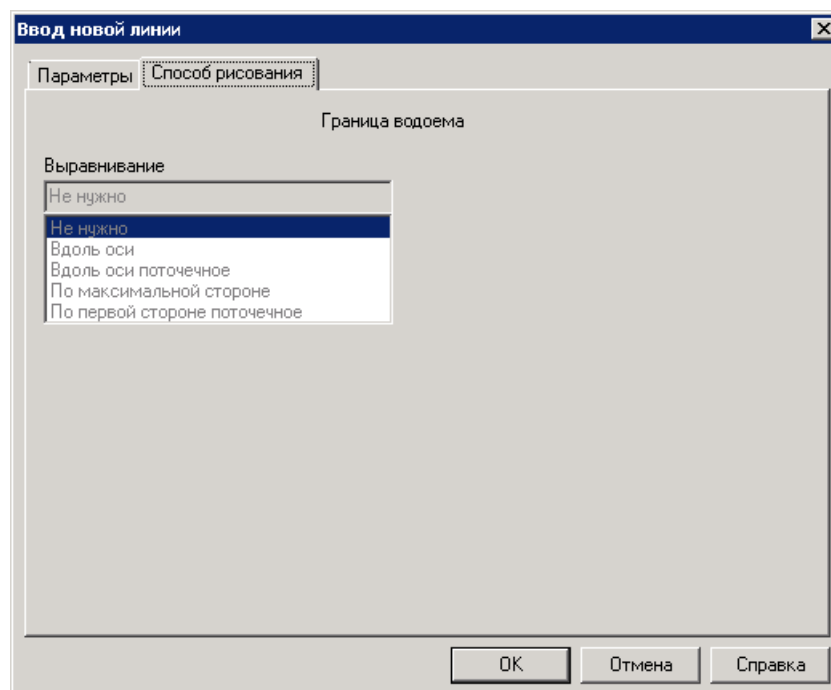 Ввод новой линии
Параметры
Способ рисования
Граница водоема
Выравнивание
Не нужно
Не нужно
Вдоль оси
Вдоль оси поточечное
По максимальной стороне
По первой стороне поточечное
OK
Отмена
Справка